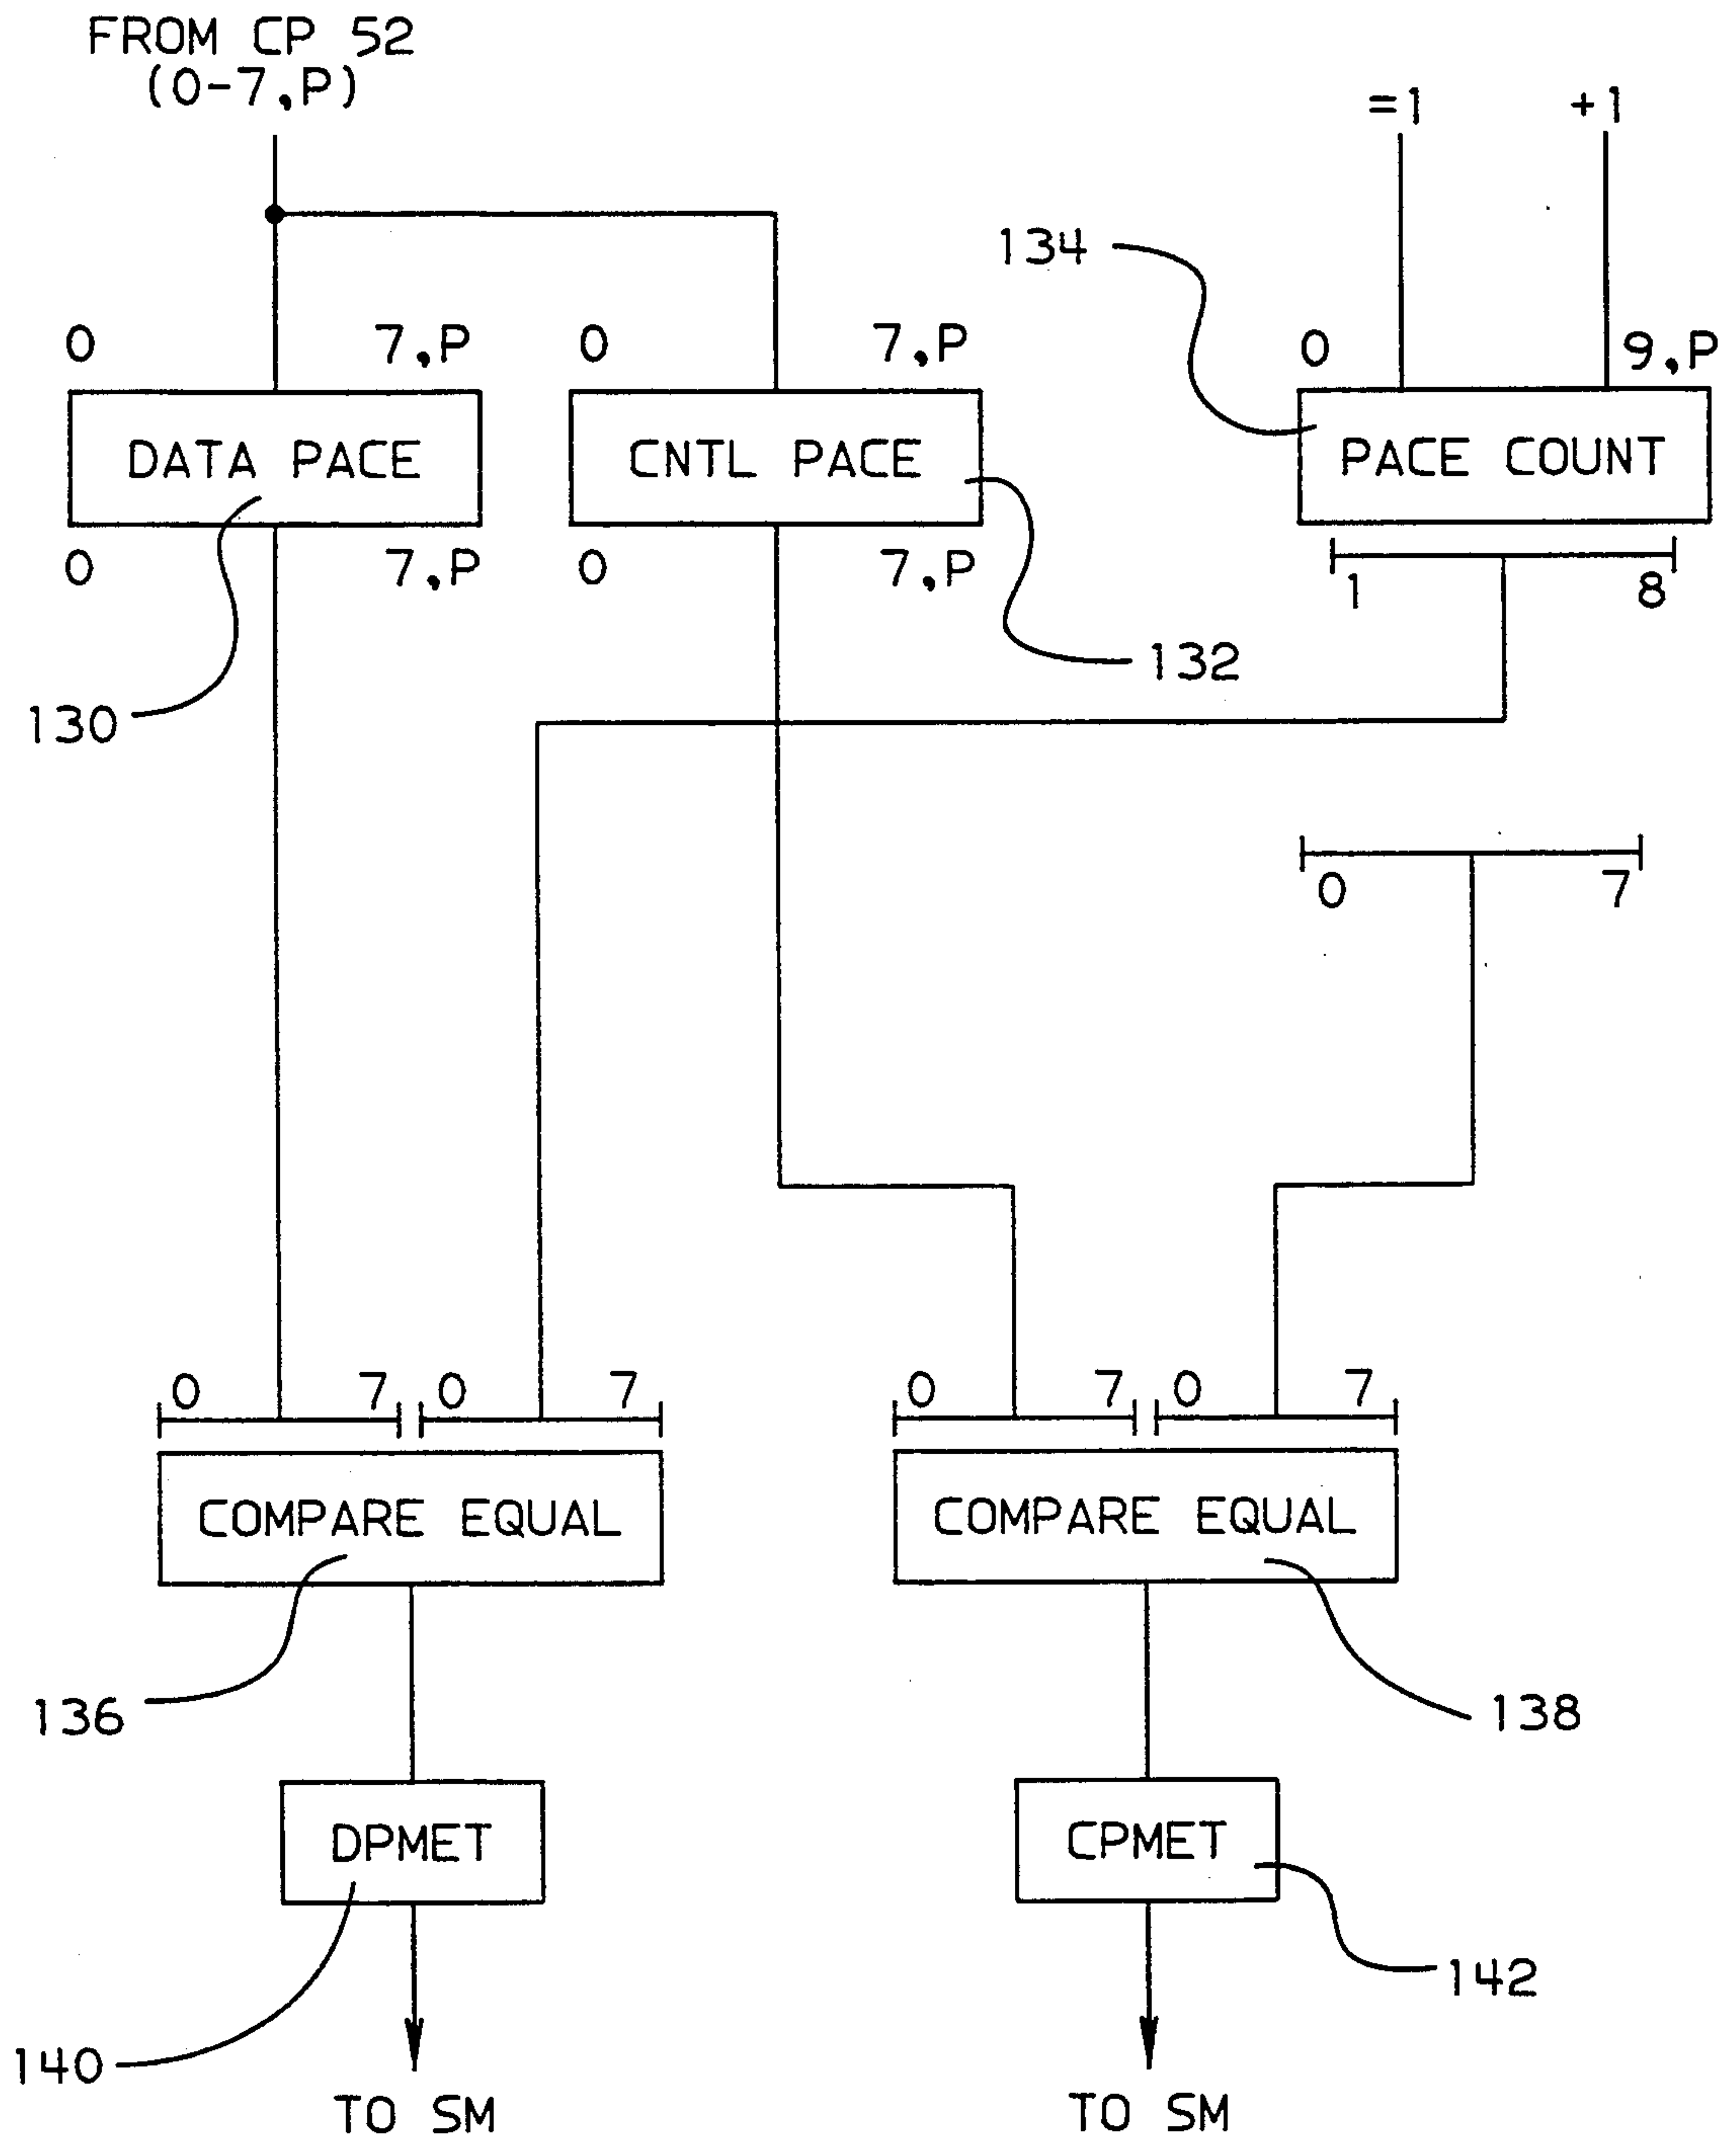 FROM CP 52
(0-7,P)
=1 +1
134
0 7,P 0 7,P 0 9,P
DATA PACE CNTL PACE PACE COUNT
0 7,P 0 7,P 1 8
132
130
0 7
0 7 0 7 0 7 0 7
COMPARE EQUAL COMPARE EQUAL
136 138
DPMET CPMET
142
140
TO SM TO SM